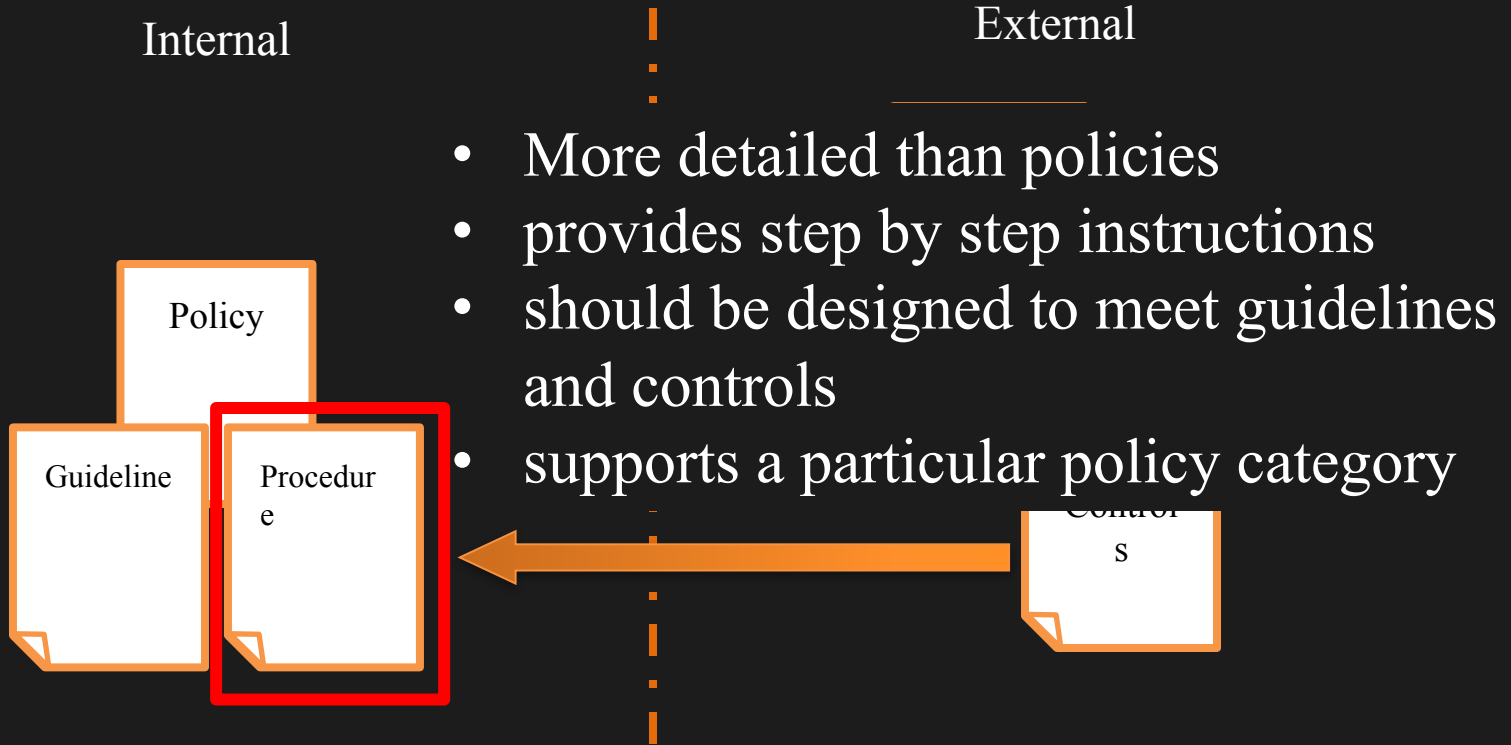 Internal
External
• More detailed than policies
• provides step by step instructions
• should be designed to meet guidelines
and controls
• supports a particular policy category
Policy
Guideline
Procedur
e
Control
s